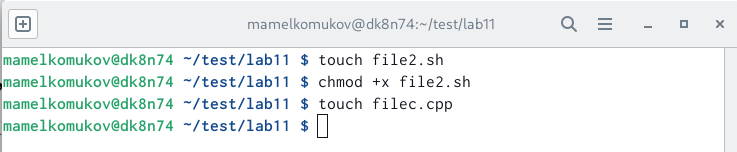 mamelkomukov@dk8n74:~/test/lab11
mamelkomukov@dk8n74 ~/test/lab11 $ touch file2.sh
mamelkomukov@dk8n74 ~/test/lab11 $ chmod +x file2.sh
mamelkomukov@dk8n74 ~/test/lab11 $ touch filec.cpp
mamelkomukov@dk8n74 ~/test/lab11 $